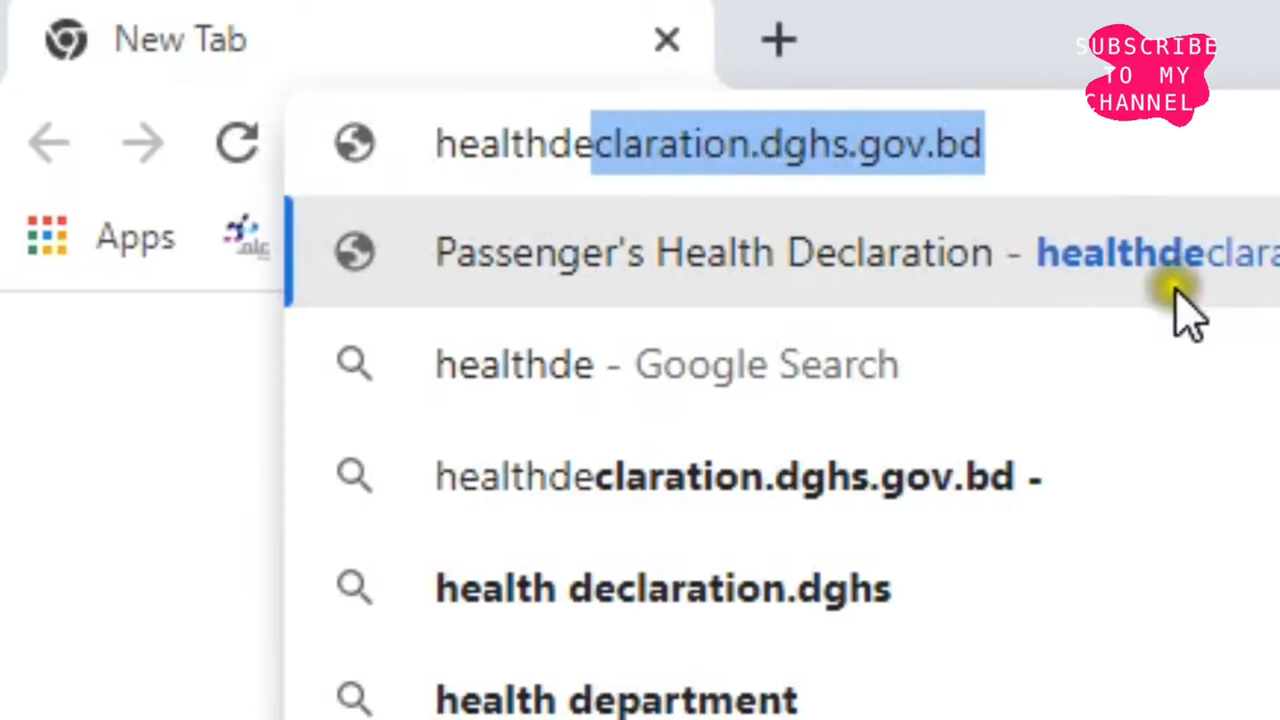 New Tab
SUBSCRIBE
TO MY
CHANNEL
healthdeclaration.dghs.gov.bd
Apps
Passenger's Health Declaration - healthdeclara
healthde - Google Search
healthdeclaration.dghs.gov.bd -
health declaration.dghs
health department